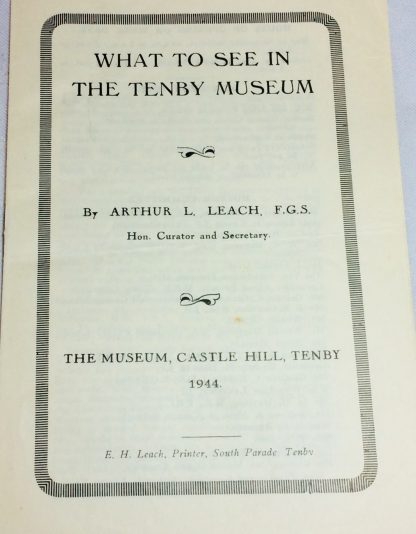 WHAT TO SEE IN
THE TENBY MUSEUM
By ARTHUR L. LEACH, F.G.S.
Hon. Curator and Secretary.
THE MUSEUM, CASTLE HILL, TENBY
1944.
E. H. Leach, Printer, South Parade Tenby